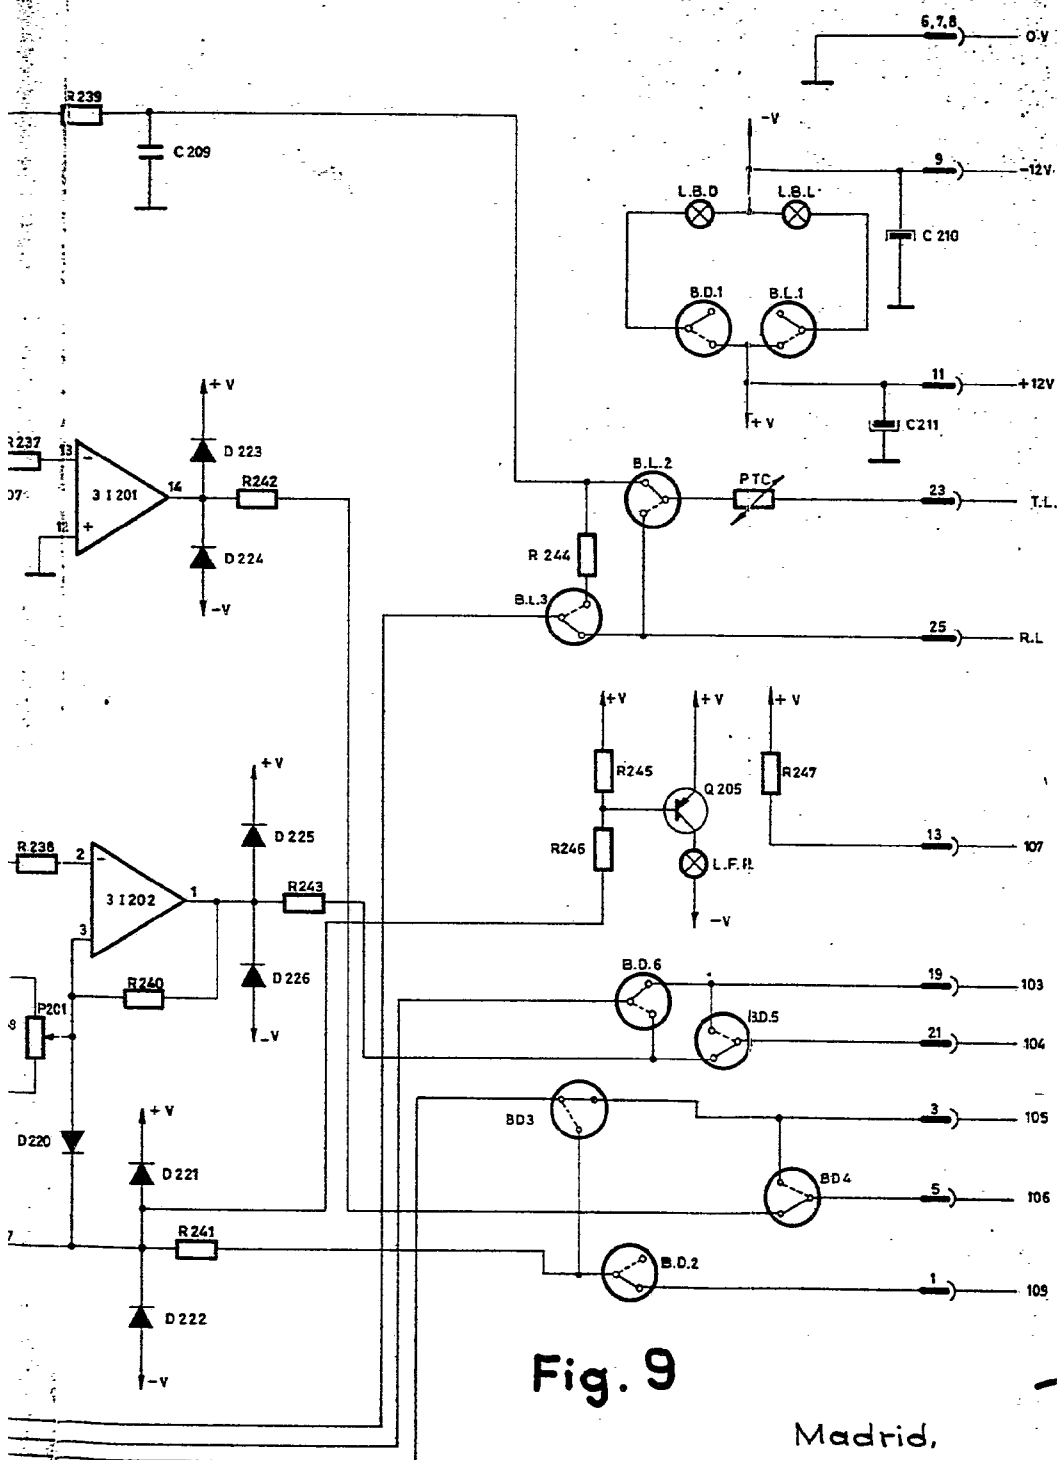 6,7,8
0V
R239
-V
C 209
9
-12V
L.B.D
L.B.L
C 210
B.D.1
B.L.1
11
+12V
+V
+V
C211
D 223
B.L.2
R237
13
-
3 I 201
14
R242
PTC
23
T.L.
12
+
R 244
D 224
B.L.3
-V
25
R.L
+V
+V
+V
R245
R247
Q 205
+V
D 225
R246
13
107
R.238
2
-
L.F.P.
R243
1
3 I 202
-V
3
B.D.6
D 226
R240
19
103
P201
B.D.5
-V
21
104
+V
BD3
3
105
D 220
D 221
BD4
5
106
R 241
B.D.2
1
109
D 222
-V
Fig. 9
Madrid,